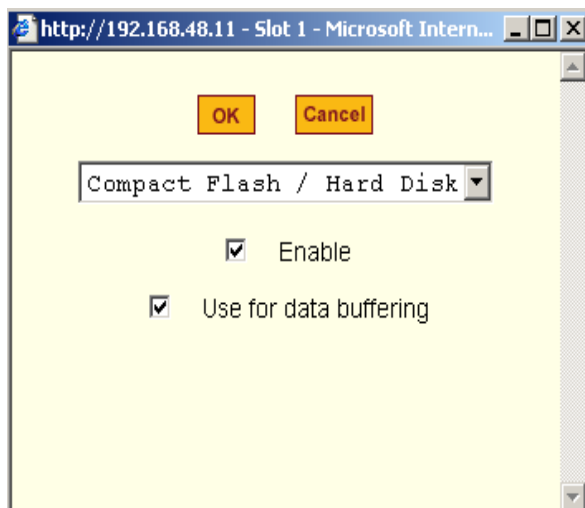 http://192.168.48.11 - Slot 1 - Microsoft Intern...
OK Cancel
Compact Flash / Hard Disk
Enable
Use for data buffering